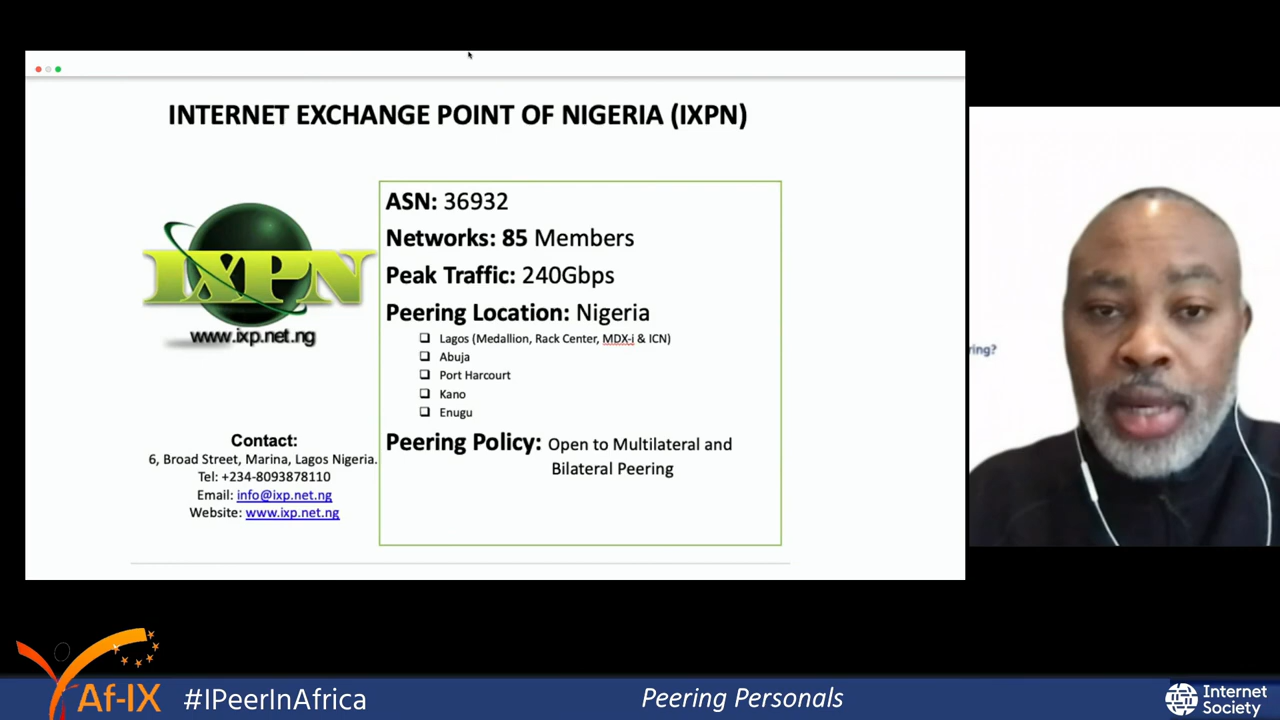 INTERNET EXCHANGE POINT OF NIGERIA (IXPN)
IXPN
www.ixp.net.ng
ASN: 36932
Networks: 85 Members
Peak Traffic: 240Gbps
Peering Location: Nigeria
Lagos (Medallion, Rack Center, MDX-i & ICN)
Abuja
Port Harcourt
Kano
Enugu
Peering Policy: Open to Multilateral and
Bilateral Peering
Contact:
6, Broad Street, Marina, Lagos Nigeria.
Tel: +234-8093878110
Email: info@ixp.net.ng
Website: www.ixp.net.ng
ring?
Af-IX #IPeerInAfrica
Peering Personals
Internet
Society